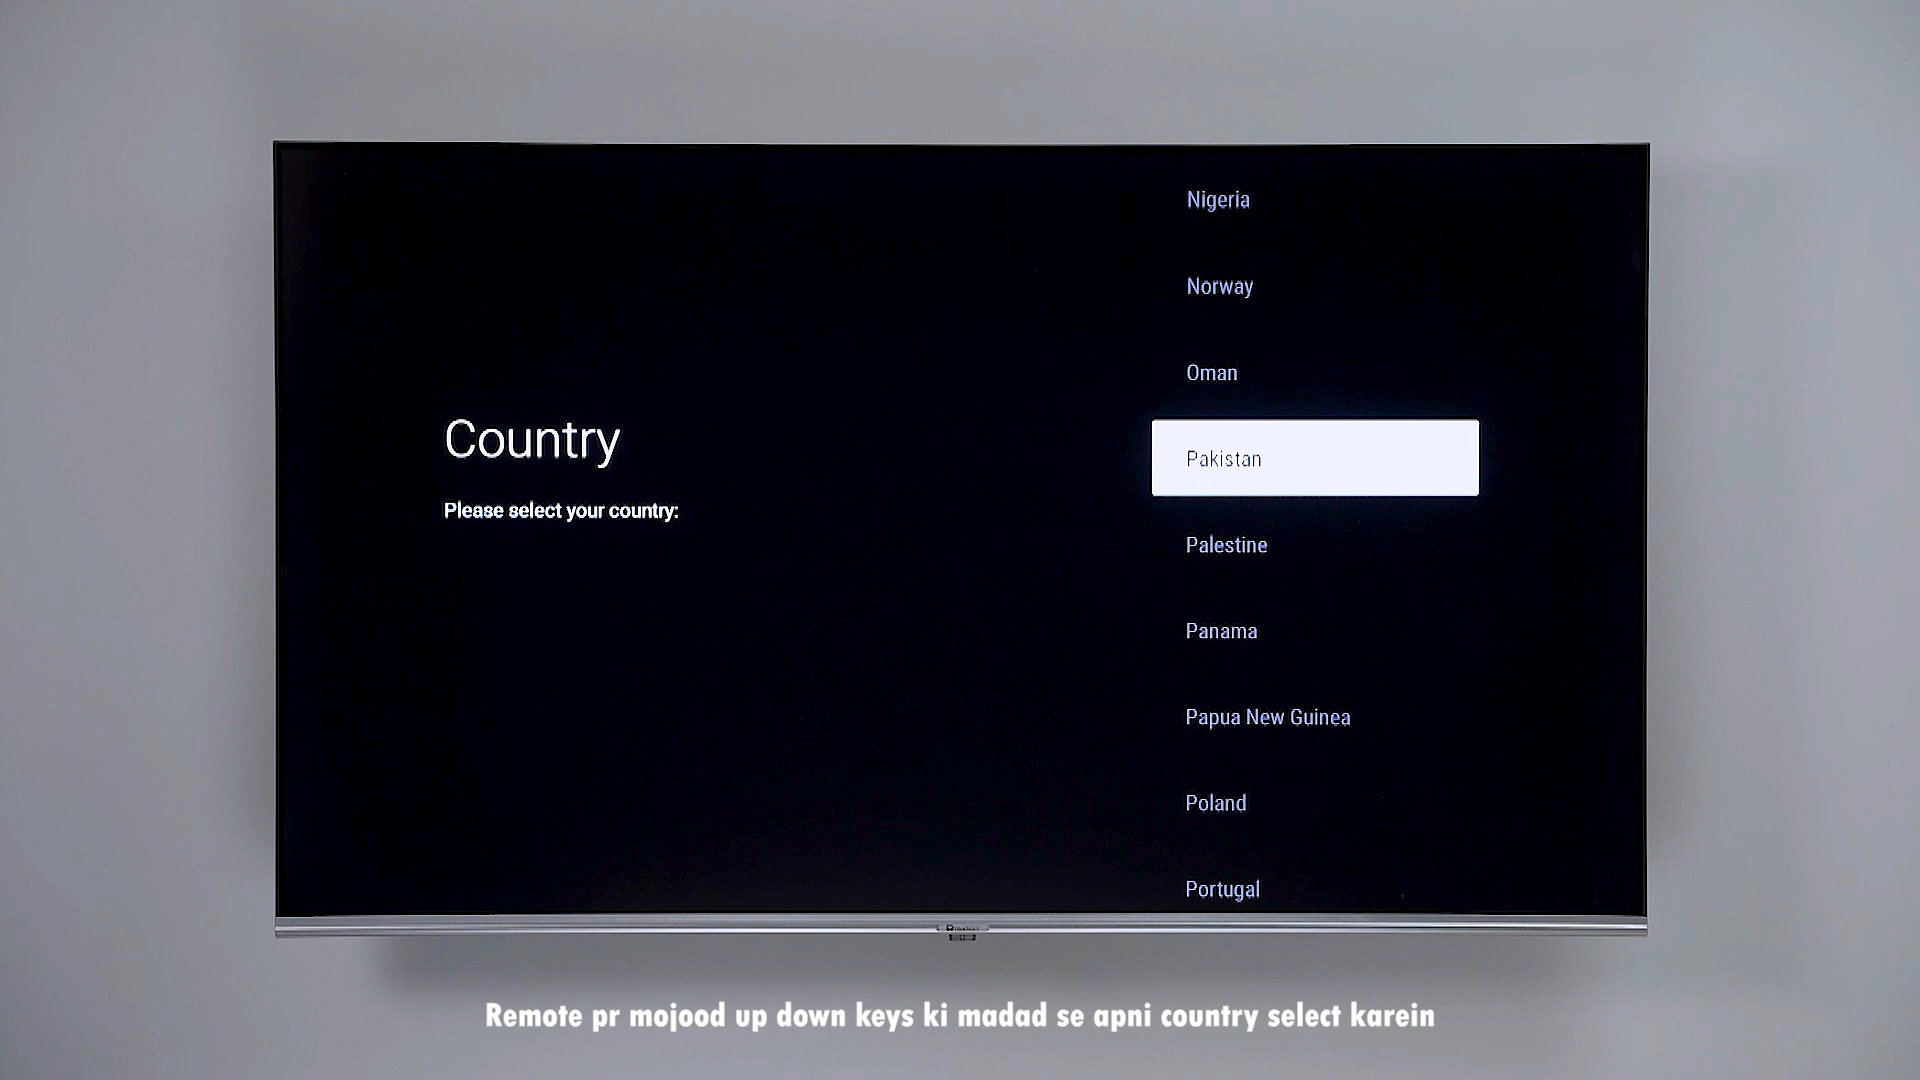 Nigeria
Norway
Oman
Country
Pakistan
Please select your country:
Palestine
Panama
Papua New Guinea
Poland
Portugal
Remote pr mojood up down keys ki madad se apni country select karein